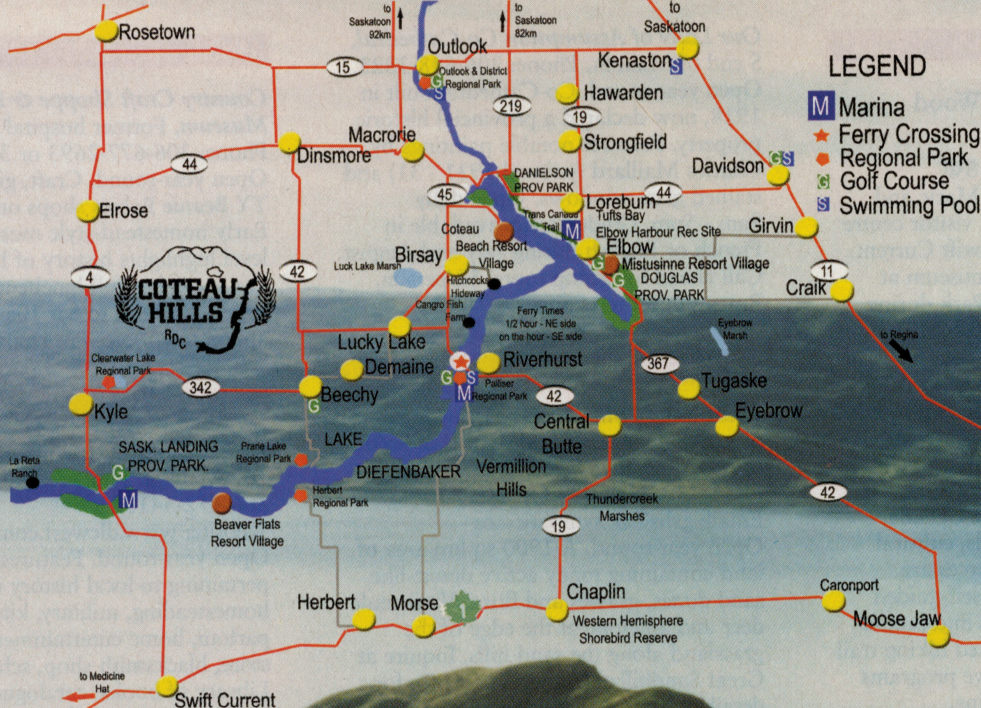 to
Saskatoon
92km
to
Saskatoon
82km
to
Saskatoon
Rosetown
Outlook
Kenaston
S
LEGEND
15
Outlook & District
Regional Park
G
S
Hawarden
M Marina
219
19
Ferry Crossing
Regional Park
G Golf Course
S Swimming Pool
Macrorie
Dinsmore
Strongfield
Davidson
G S
44
45
DANIELSON
PROV PARK
44
Elrose
Loreburn
Trans Canada
Trail
M
Tufts Bay
Elbow Harbour Rec Site
Girvin
Coteau
Beach Resort
Village
Elbow
G
Mistusinne Resort Village
Birsay
Luck Lake Marsh
4
42
11
COTEAU
HILLS
RDC
Hitchcocks
Hideway
DOUGLAS
PROV. PARK
G
Craik
Cangro Fish
Farm
Ferry Times
1/2 hour - NE side
on the hour - SE side
Eyebrow
Marsh
to Regina
Lucky Lake
Clearwater Lake
Regional Park
Demaine
Riverhurst
367
342
Beechy
G
G
S
M
Palliser
Regional Park
42
Tugaske
Kyle
Central
Butte
Eyebrow
SASK. LANDING
PROV. PARK.
Prarie Lake
Regional Park
LAKE
DIEFENBAKER
Vermillion
Hills
La Reta
Ranch
G
M
Herbert
Regional Park
42
Beaver Flats
Resort Village
Thundercreek
Marshes
19
Herbert
Morse
Chaplin
Western Hemisphere
Shorebird Reserve
Caronport
Moose Jaw
to Medicine
Hat
Swift Current